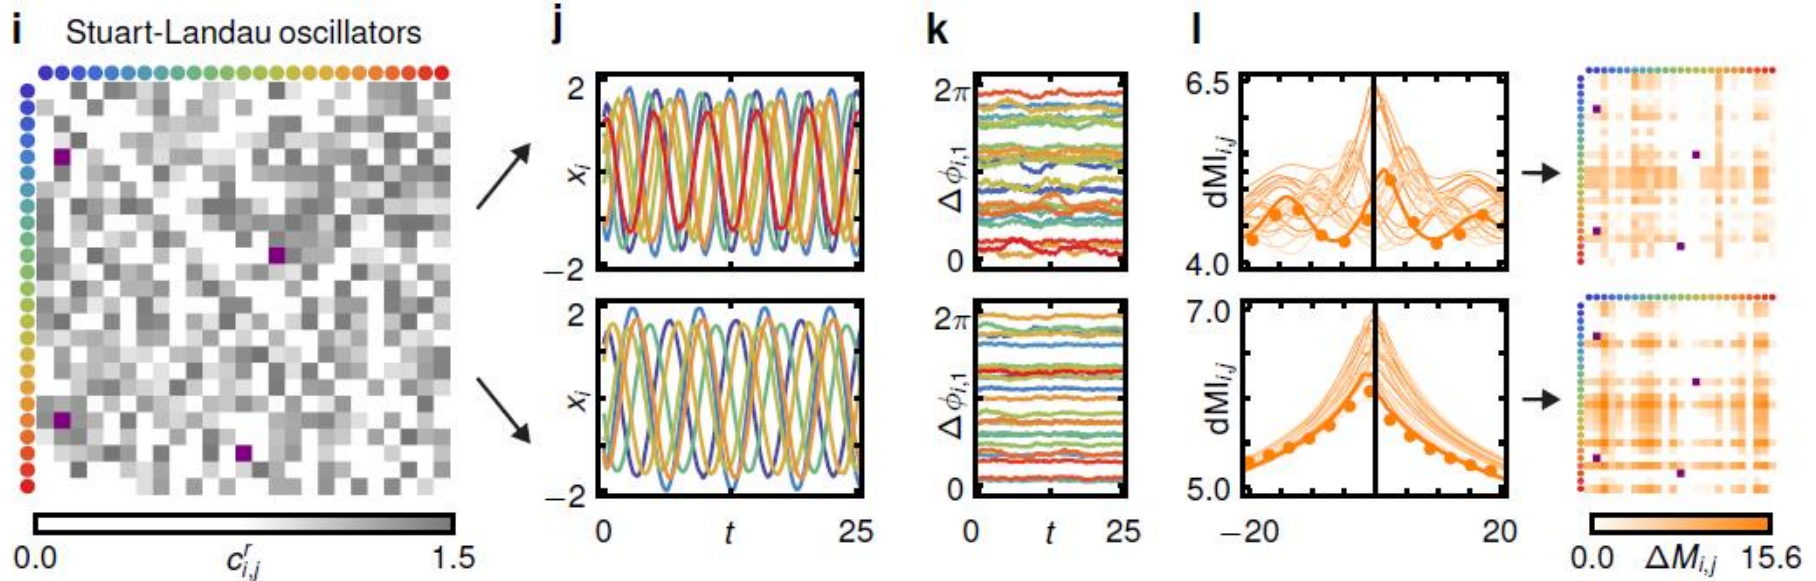 i Stuart-Landau oscillators
0.0 1.5
c^r_{i,j}
j
2
x_i
−2
2
x_i
−2
0 t 25
k
2π
Δϕ_{i,1}
0
2π
Δϕ_{i,1}
0
0 t 25
l
6.5
dMI_{i,j}
4.0
7.0
dMI_{i,j}
5.0
−20 20
0.0 ΔM_{i,j} 15.6